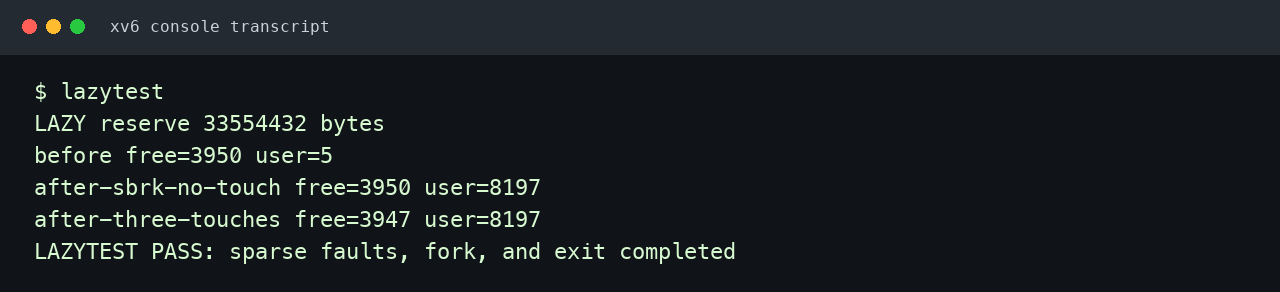 xv6 console transcript
$ lazytest
LAZY reserve 33554432 bytes
before free=3950 user=5
after−sbrk−no−touch free=3950 user=8197
after−three−touches free=3947 user=8197
LAZYTEST PASS: sparse faults, fork, and exit completed